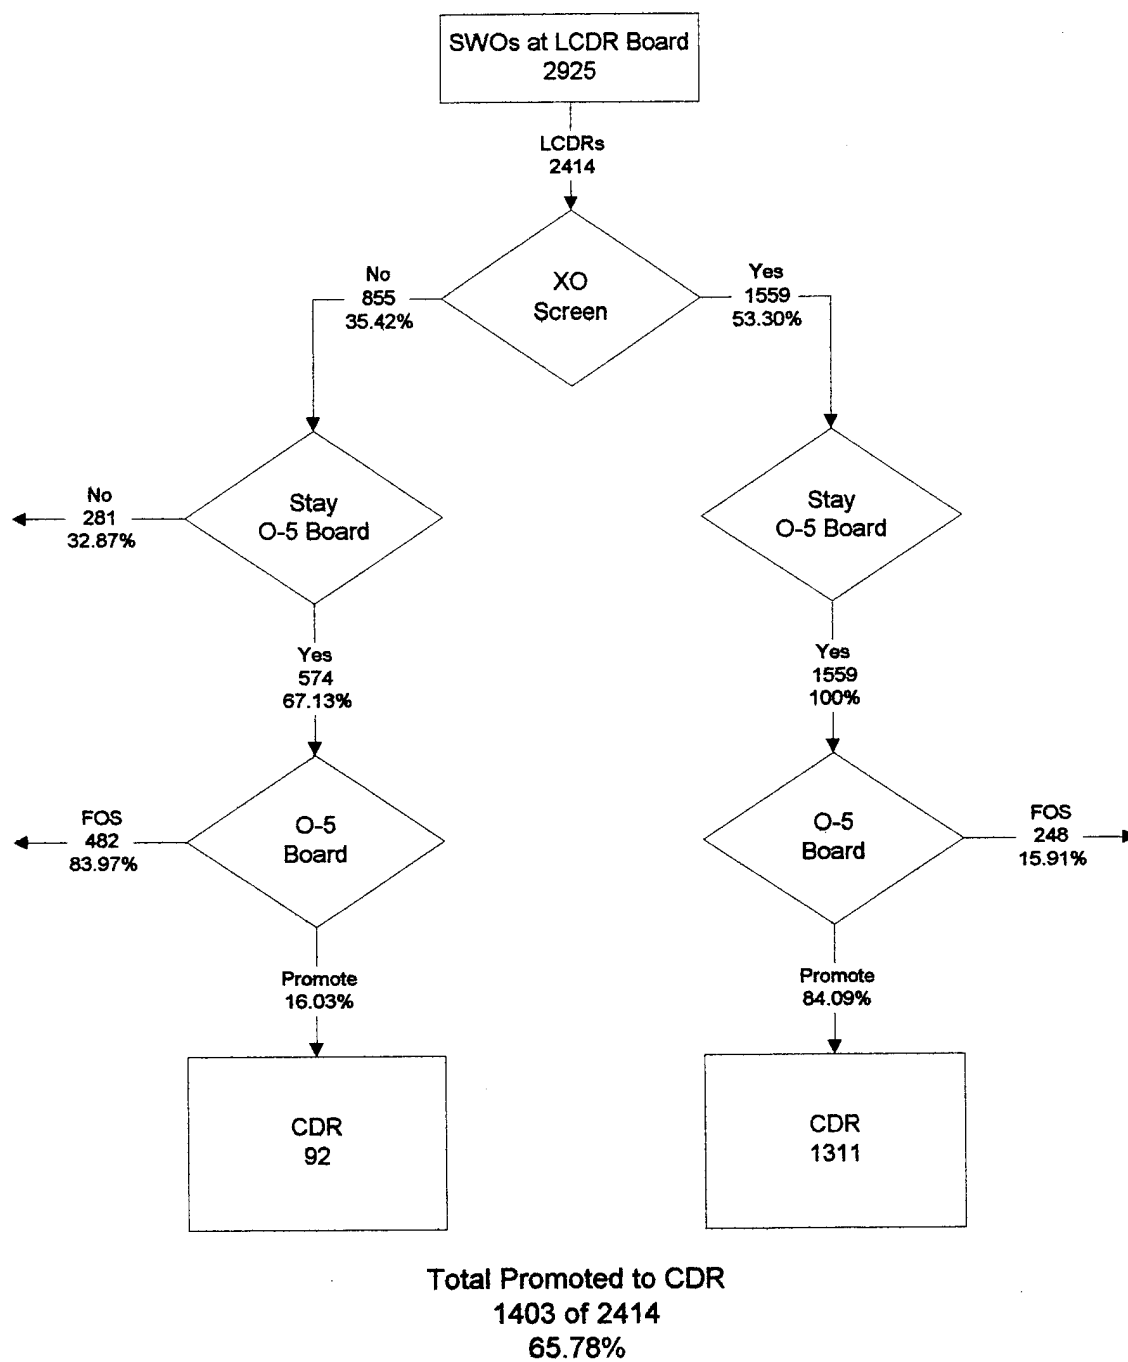 SWOs at LCDR Board
2925
LCDRs
2414
XO
Screen
No
855
35.42%
Yes
1559
53.30%
Stay
O-5 Board
No
281
32.87%
Stay
O-5 Board
Yes
574
67.13%
Yes
1559
100%
O-5
Board
FOS
482
83.97%
O-5
Board
FOS
248
15.91%
Promote
16.03%
Promote
84.09%
CDR
92
CDR
1311
Total Promoted to CDR
1403 of 2414
65.78%